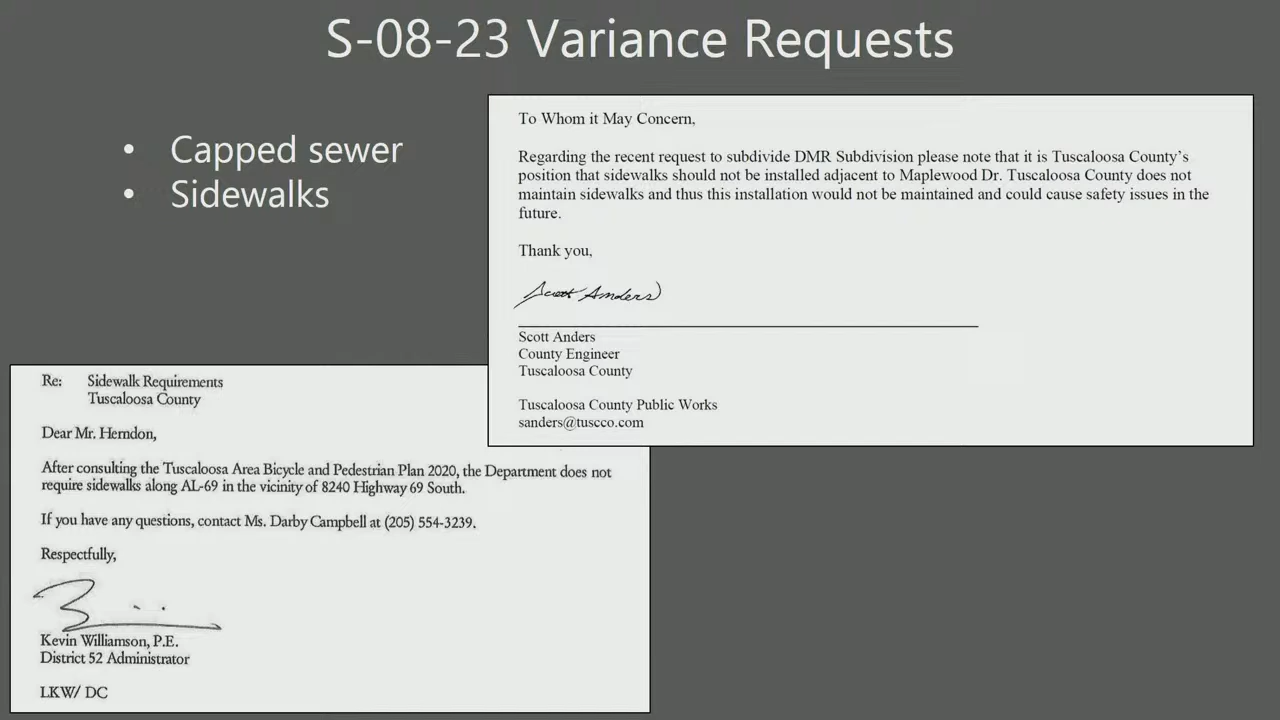 S-08-23 Variance Requests
• Capped sewer
• Sidewalks
To Whom it May Concern,
Regarding the recent request to subdivide DMR Subdivision please note that it is Tuscaloosa County's
position that sidewalks should not be installed adjacent to Maplewood Dr. Tuscaloosa County does not
maintain sidewalks and thus this installation would not be maintained and could cause safety issues in the
future.
Thank you,
Scott Anders
Scott Anders
County Engineer
Tuscaloosa County
Tuscaloosa County Public Works
sanders@tuscco.com
Re: Sidewalk Requirements
Tuscaloosa County
Dear Mr. Herndon,
After consulting the Tuscaloosa Area Bicycle and Pedestrian Plan 2020, the Department does not
require sidewalks along AL-69 in the vicinity of 8240 Highway 69 South.
If you have any questions, contact Ms. Darby Campbell at (205) 554-3239.
Respectfully,
Kevin Williamson, P.E.
District 52 Administrator
LKW/ DC